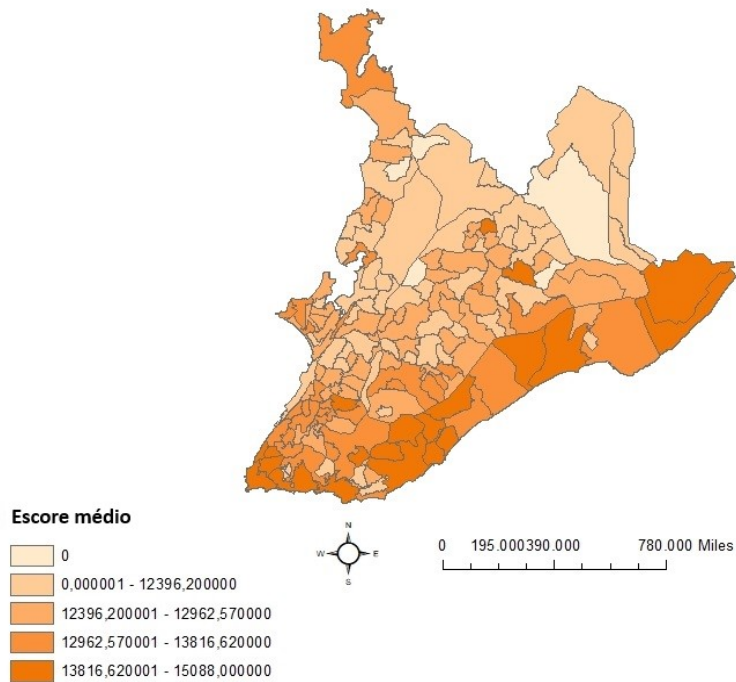 Escore médio
0
0,000001 - 12396,200000
12396,200001 - 12962,570000
12962,570001 - 13816,620000
13816,620001 - 15088,000000
N
W E
S
0 195.000390.000 780.000 Miles